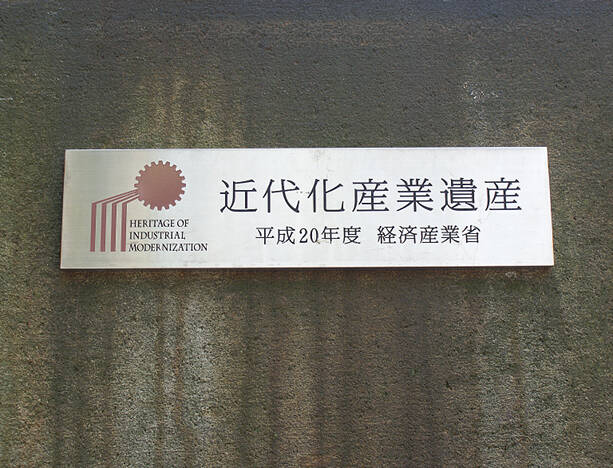 HERITAGE OF
INDUSTRIAL
MODERNIZATION
近代化産業遺産
平成20年度 経済産業省